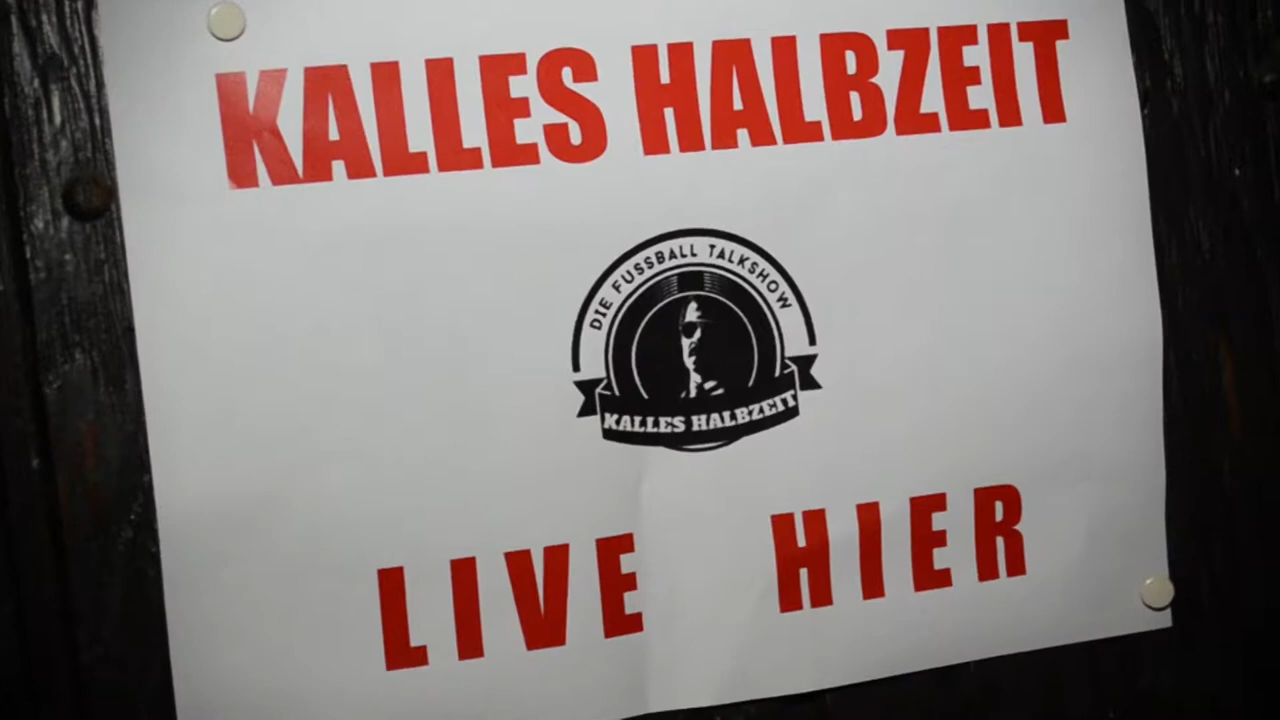 KALLES HALBZEIT
DIE FUSSBALL TALKSHOW
KALLES HALBZEIT
LIVE HIER